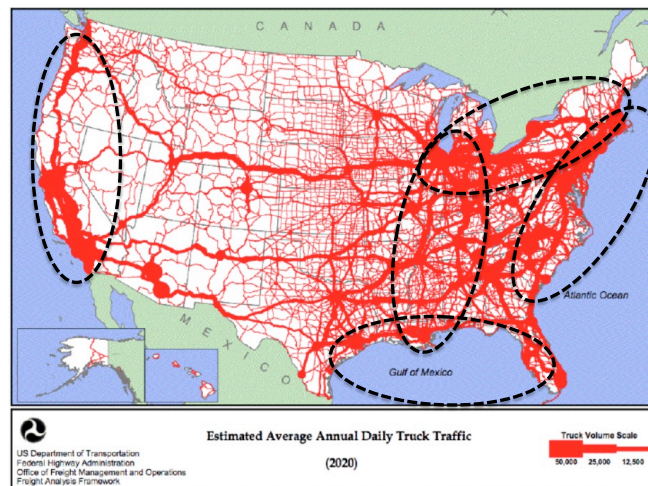 CANADA
MEXICO
Atlantic Ocean
Gulf of Mexico
US Department of Transportation
Federal Highway Administration
Office of Freight Management and Operations
Freight Analysis Framework
Estimated Average Annual Daily Truck Traffic
(2020)
Truck Volume Scale
50,000 25,000 12,500